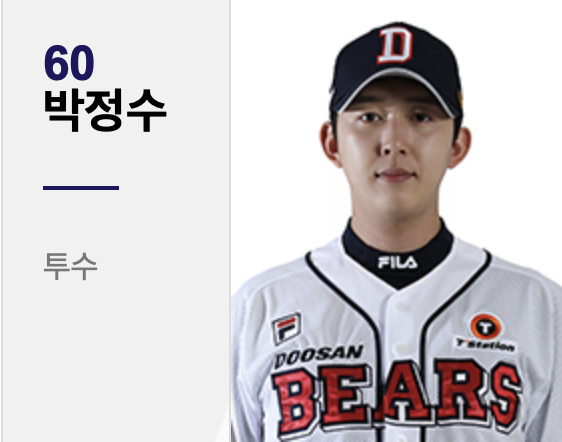 60
박정수
투수
D
FILA
F
T
T'Station
DOOSAN
BEARS